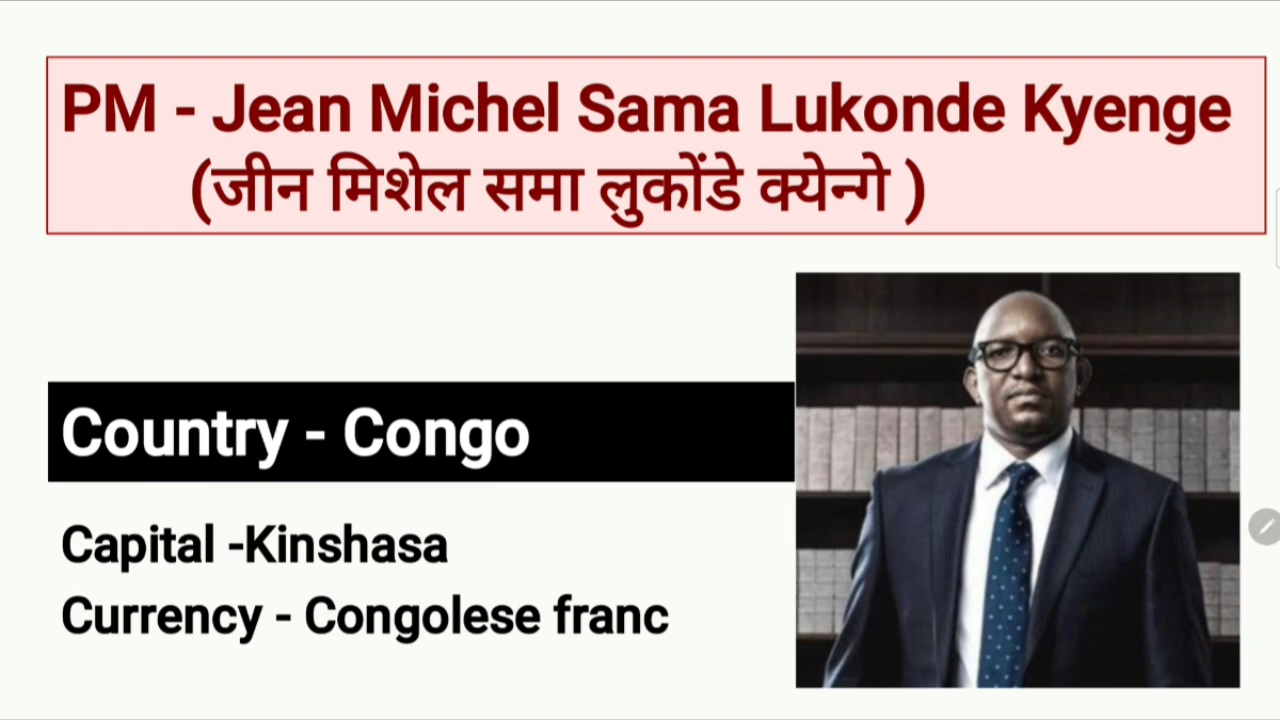 PM - Jean Michel Sama Lukonde Kyenge
(जीन मिशेल समा लुकोंडे क्येन्गे )
Country - Congo
Capital -Kinshasa
Currency - Congolese franc